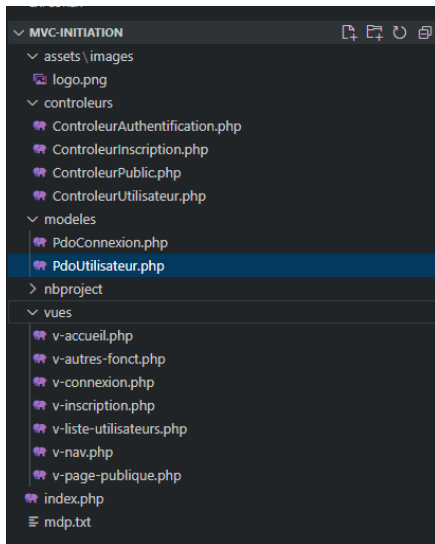 MVC-INITIATION
assets\images
logo.png
controleurs
ControleurAuthentification.php
ControleurInscription.php
ControleurPublic.php
ControleurUtilisateur.php
modeles
PdoConnexion.php
PdoUtilisateur.php
nbproject
vues
v-accueil.php
v-autres-fonct.php
v-connexion.php
v-inscription.php
v-liste-utilisateurs.php
v-nav.php
v-page-publique.php
index.php
mdp.txt